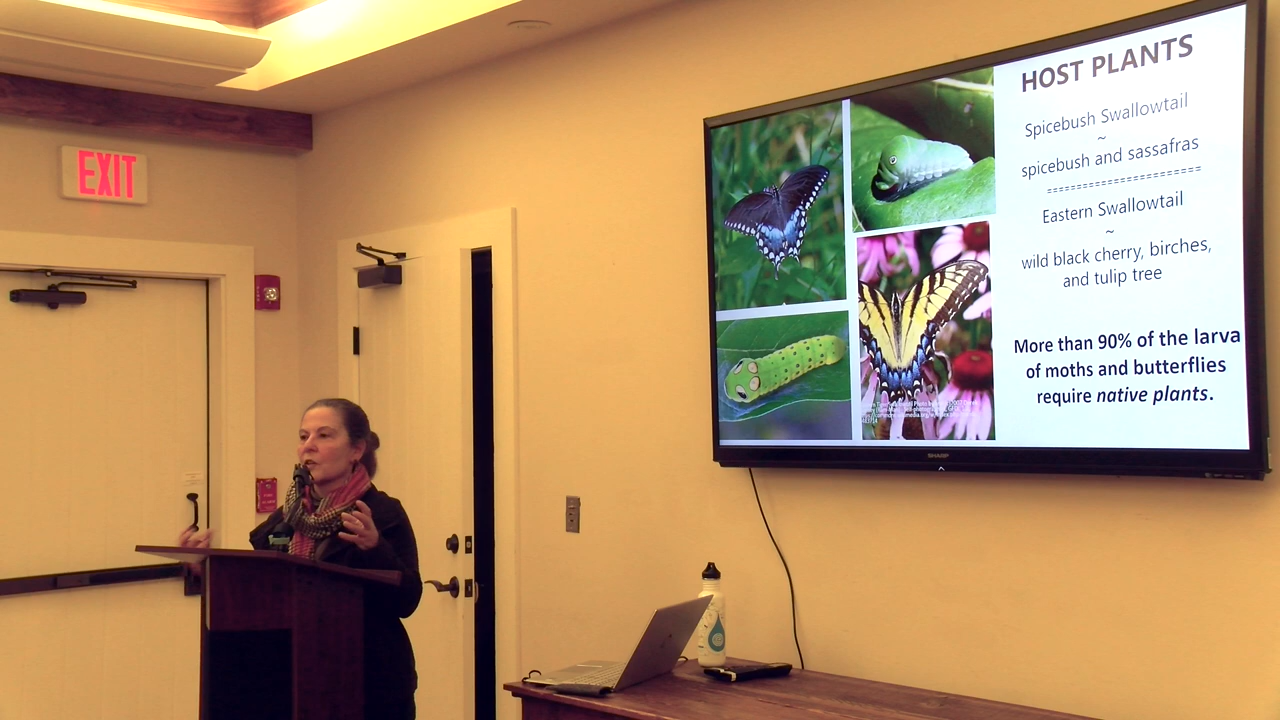 EXIT
HOST PLANTS
Spicebush Swallowtail
~
spicebush and sassafras
=======================
Eastern Swallowtail
~
wild black cherry, birches,
and tulip tree
More than 90% of the larva
of moths and butterflies
require native plants.
SHARP